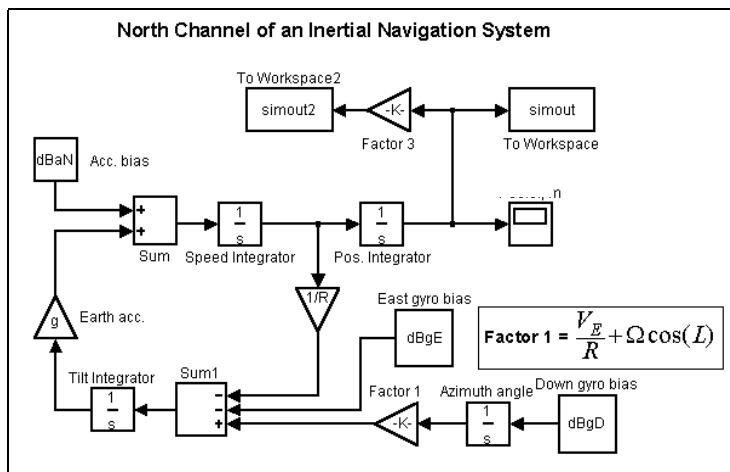 North Channel of an Inertial Navigation System
To Workspace2
simout2
-K-
Factor 3
simout
To Workspace
dBaN
Acc. bias
+
+
Sum
1
s
Speed Integrator
1
s
Pos. Integrator
1/R
g
Earth acc.
East gyro bias
dBgE
Factor 1 = V_E/R + Ω cos(L)
Tilt Integrator
1
s
Sum1
−
−
+
Factor 1
-K-
Azimuth angle
1
s
Down gyro bias
dBgD